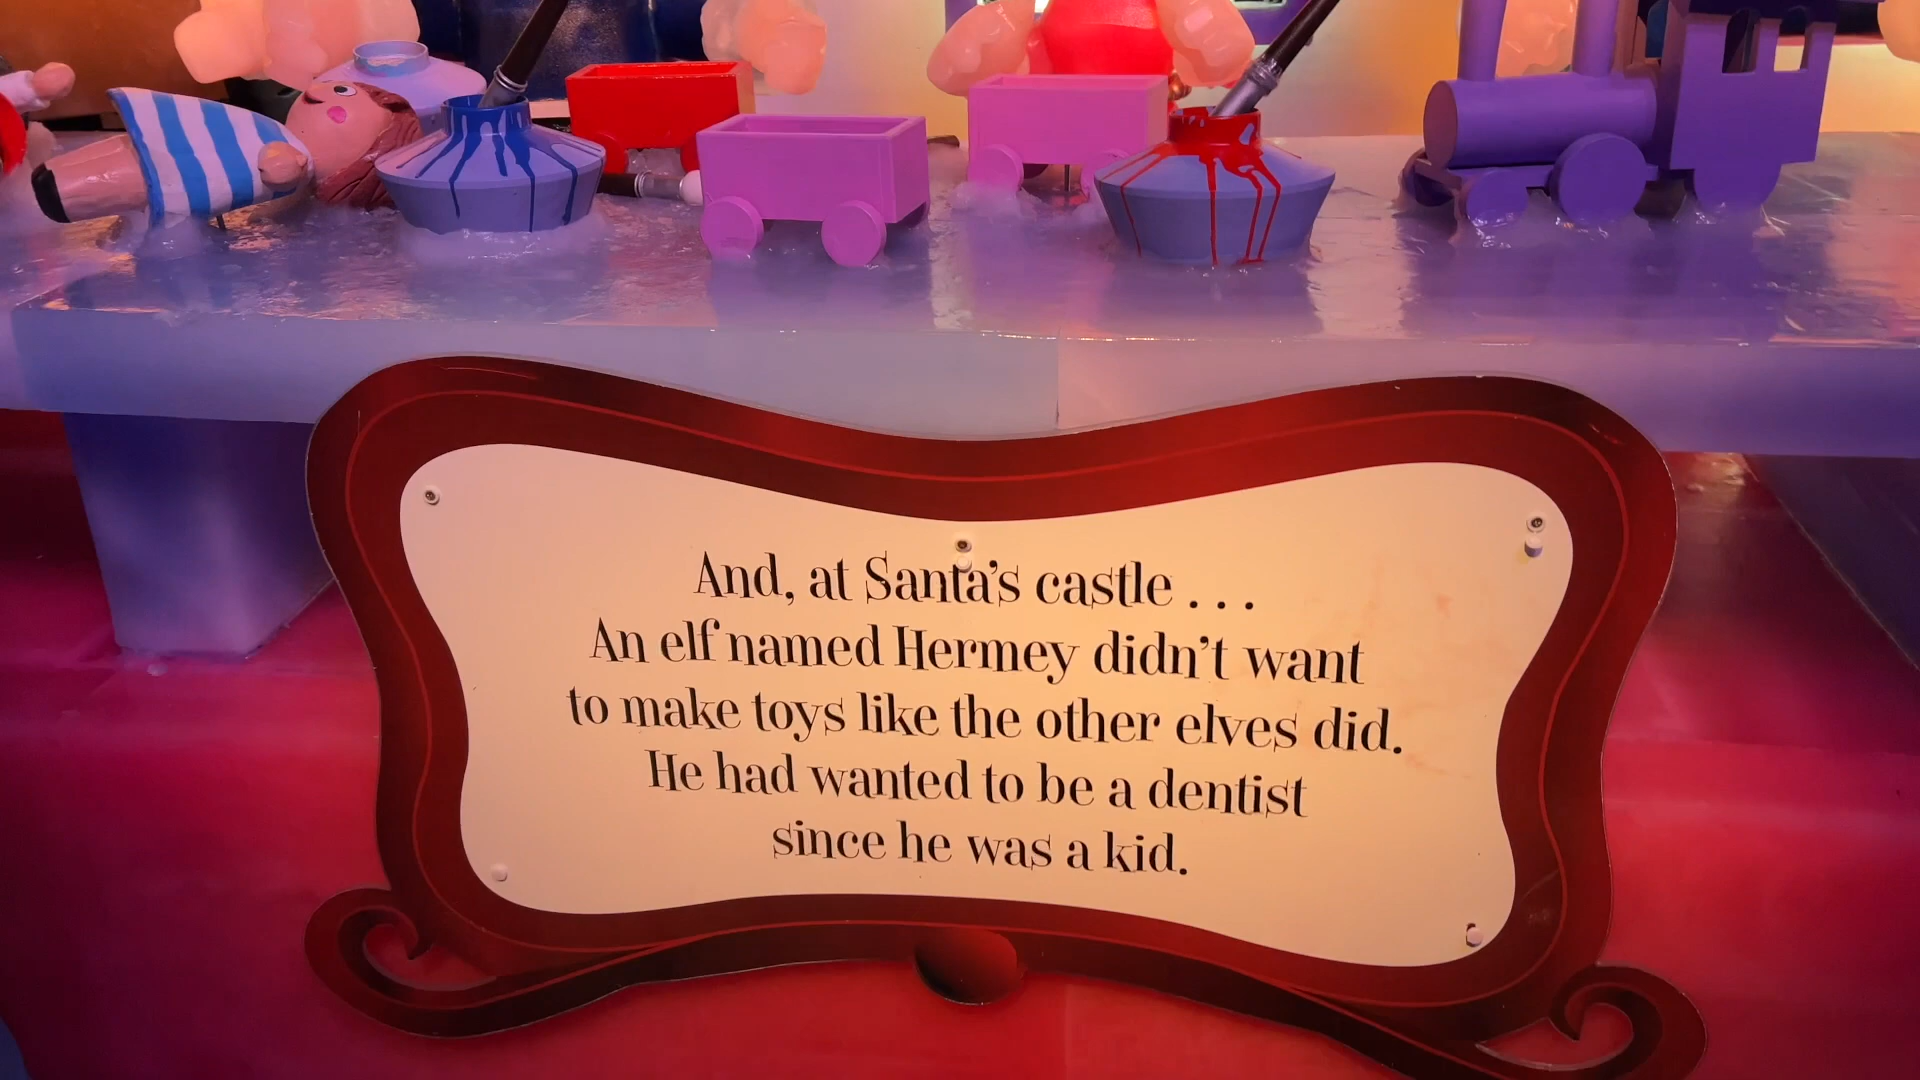 And, at Santa's castle . . .
An elf named Hermey didn't want
to make toys like the other elves did.
He had wanted to be a dentist
since he was a kid.